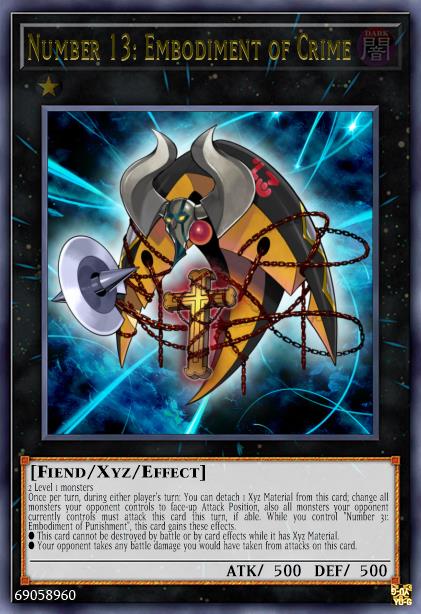 NUMBER 13: EMBODIMENT OF CRIME
DARK
闇
13
[FIEND/XYZ/EFFECT]
2 Level 1 monsters
Once per turn, during either player's turn: You can detach 1 Xyz Material from this card; change all
monsters your opponent controls to face-up Attack Position, also all monsters your opponent
currently controls must attack this card this turn, if able. While you control "Number 31:
Embodiment of Punishment", this card gains these effects.
● This card cannot be destroyed by battle or by card effects while it has Xyz Material.
● Your opponent takes any battle damage you would have taken from attacks on this card.
ATK/ 500 DEF/ 500
69058960